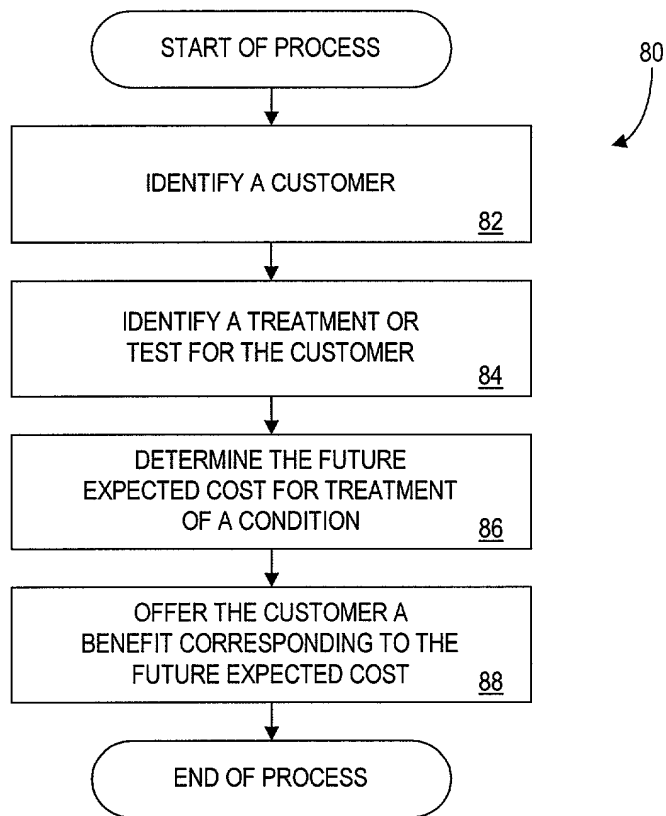 START OF PROCESS
80
IDENTIFY A CUSTOMER
82
IDENTIFY A TREATMENT OR
TEST FOR THE CUSTOMER
84
DETERMINE THE FUTURE
EXPECTED COST FOR TREATMENT
OF A CONDITION
86
OFFER THE CUSTOMER A
BENEFIT CORRESPONDING TO THE
FUTURE EXPECTED COST
88
END OF PROCESS